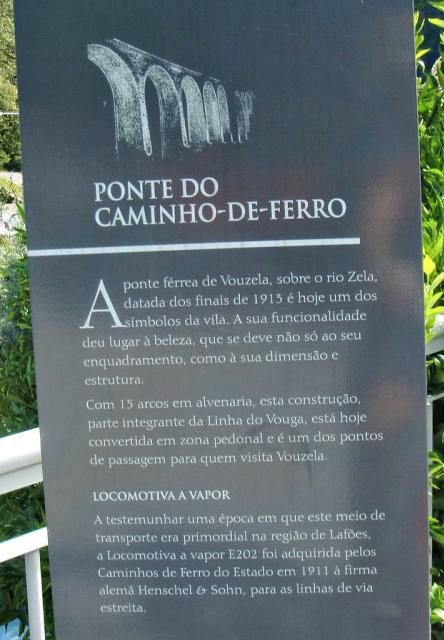 PONTE DO
CAMINHO-DE-FERRO
A ponte férrea de Vouzela, sobre o rio Zela,
datada dos finais de 1913 é hoje um dos
símbolos da vila. A sua funcionalidade
deu lugar à beleza, que se deve não só ao seu
enquadramento, como à sua dimensão e
estrutura.
Com 15 arcos em alvenaria, esta construção,
parte integrante da Linha do Vouga, está hoje
convertida em zona pedonal e é um dos pontos
de passagem para quem visita Vouzela.
LOCOMOTIVA A VAPOR
A testemunhar uma época em que este meio de
transporte era primordial na região de Lafões,
a Locomotiva a vapor E202 foi adquirida pelos
Caminhos de Ferro do Estado em 1911 à firma
alemã Henschel & Sohn, para as linhas de via
estreita.